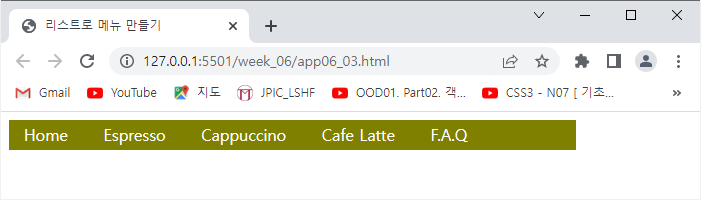 리스트로 메뉴 만들기
127.0.0.1:5501/week_06/app06_03.html
Gmail YouTube 지도 JPIC_LSHF OOD01. Part02. 객... CSS3 - N07 [ 기초...
Home Espresso Cappuccino Cafe Latte F.A.Q